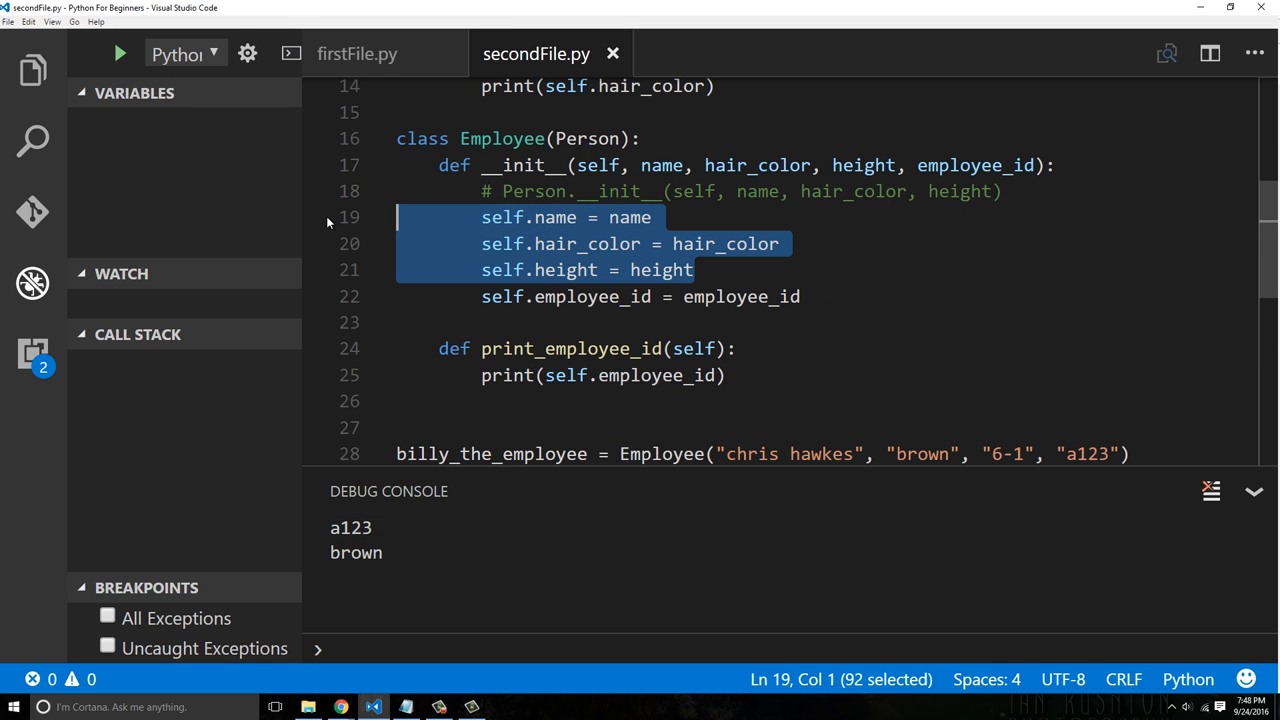 secondFile.py - Python For Beginners - Visual Studio Code
File Edit View Go Help
Pythor
firstFile.py
secondFile.py
VARIABLES
WATCH
CALL STACK
BREAKPOINTS
All Exceptions
Uncaught Exceptions
2
14 print(self.hair_color)
15
16 class Employee(Person):
17 def __init__(self, name, hair_color, height, employee_id):
18 # Person.__init__(self, name, hair_color, height)
19 self.name = name
20 self.hair_color = hair_color
21 self.height = height
22 self.employee_id = employee_id
23
24 def print_employee_id(self):
25 print(self.employee_id)
26
27
28 billy_the_employee = Employee("chris hawkes", "brown", "6-1", "a123")
DEBUG CONSOLE
a123
brown
0 0
Ln 19, Col 1 (92 selected) Spaces: 4 UTF-8 CRLF Python
I'm Cortana. Ask me anything.
7:48 PM
9/24/2016